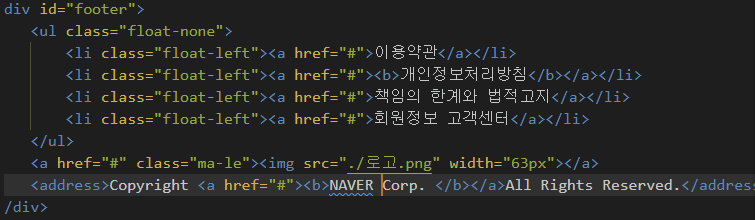 div id="footer">
<ul class="float-none">
<li class="float-left"><a href="#">이용약관</a></li>
<li class="float-left"><a href="#"><b>개인정보처리방침</b></a></li>
<li class="float-left"><a href="#">책임의 한계와 법적고지</a></li>
<li class="float-left"><a href="#">회원정보 고객센터</a></li>
</ul>
<a href="#" class="ma-le"><img src="./로고.png" width="63px"></a>
<address>Copyright <a href="#"><b>NAVER Corp. </b></a>All Rights Reserved.</address
/div>